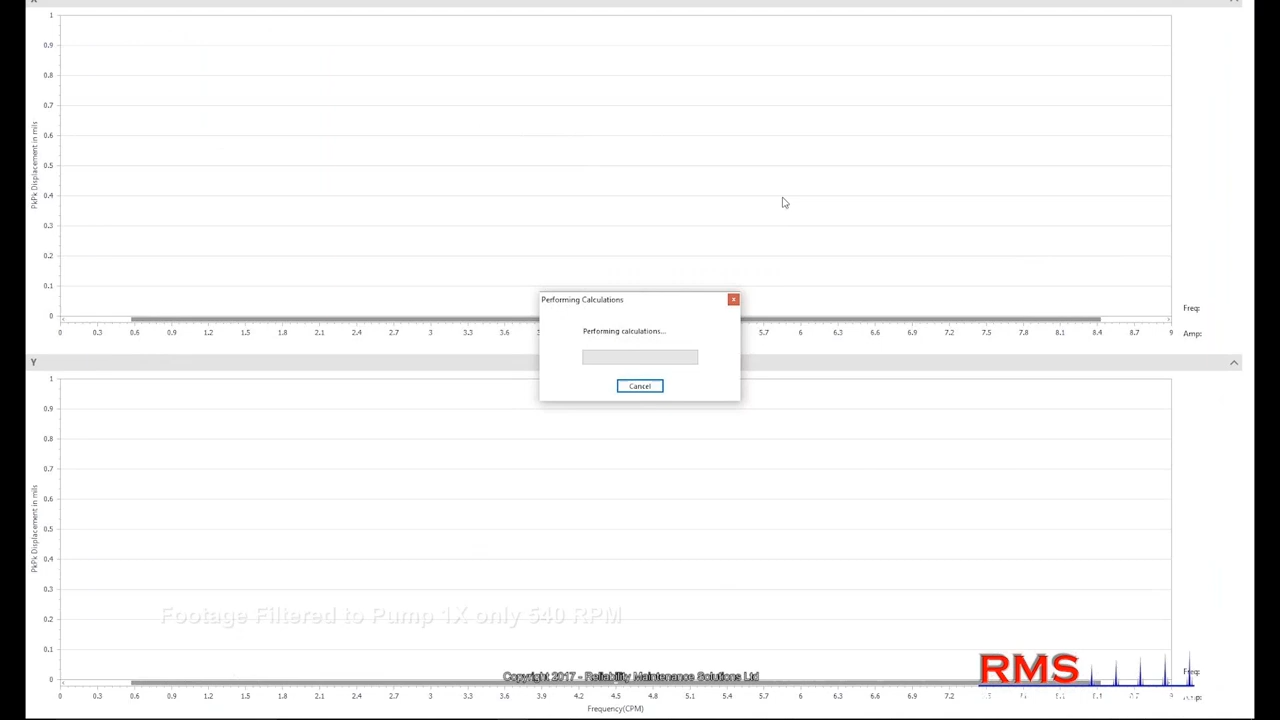 1
0.9
0.8
0.7
0.6
0.5
0.4
0.3
0.2
0.1
0
PkPk Displacement in mils
0 0.3 0.6 0.9 1.2 1.5 1.8 2.1 2.4 2.7 3 3.3 3.6 5.7 6 6.3 6.6 6.9 7.2 7.5 7.8 8.1 8.4 8.7 9
Freq:
Amp:
Performing Calculations
Performing calculations...
Cancel
Y
1
0.9
0.8
0.7
0.6
0.5
0.4
0.3
0.2
0.1
0
PkPk Displacement in mils
Footage Filtered to Pump 1X only 540 RPM
Copyright 2017 - Reliability Maintenance Solutions Ltd
RMS
Freq:
0 0.3 0.6 0.9 1.2 1.5 1.8 2.1 2.4 2.7 3 3.3 3.6 3.9 4.2 4.5 4.8 5.1 5.4 5.7 6 6.3 6.6 6.9 7.2 9
Frequency(CPM)